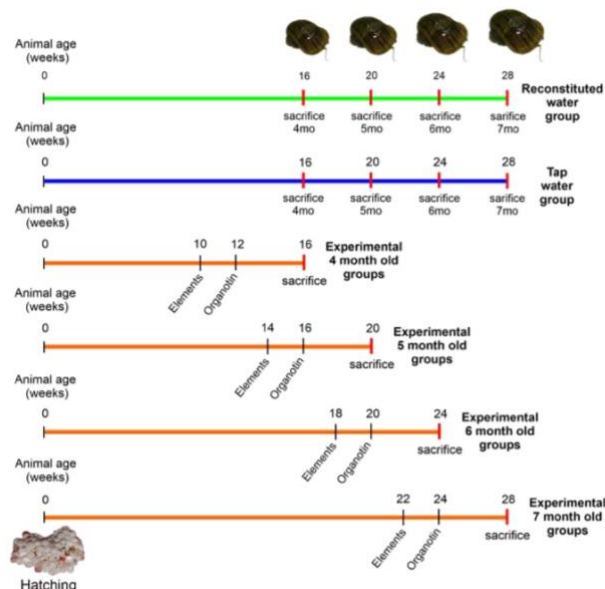 Animal age
(weeks)
0 16 20 24 28
sacrifice 4mo sacrifice 5mo sacrifice 6mo sarifice 7mo
Reconstituted
water
group
Animal age
(weeks)
0 16 20 24 28
sacrifice 4mo sacrifice 5mo sacrifice 6mo sarifice 7mo
Tap
water
group
Animal age
(weeks)
0 10 12 16
Elements Organotin sacrifice
Experimental
4 month old
groups
Animal age
(weeks)
0 14 16 20
Elements Organotin sacrifice
Experimental
5 month old
groups
Animal age
(weeks)
0 18 20 24
Elements Organotin sacrifice
Experimental
6 month old
groups
Animal age
(weeks)
0 22 24 28
Elements Organotin sacrifice
Experimental
7 month old
groups
Hatching